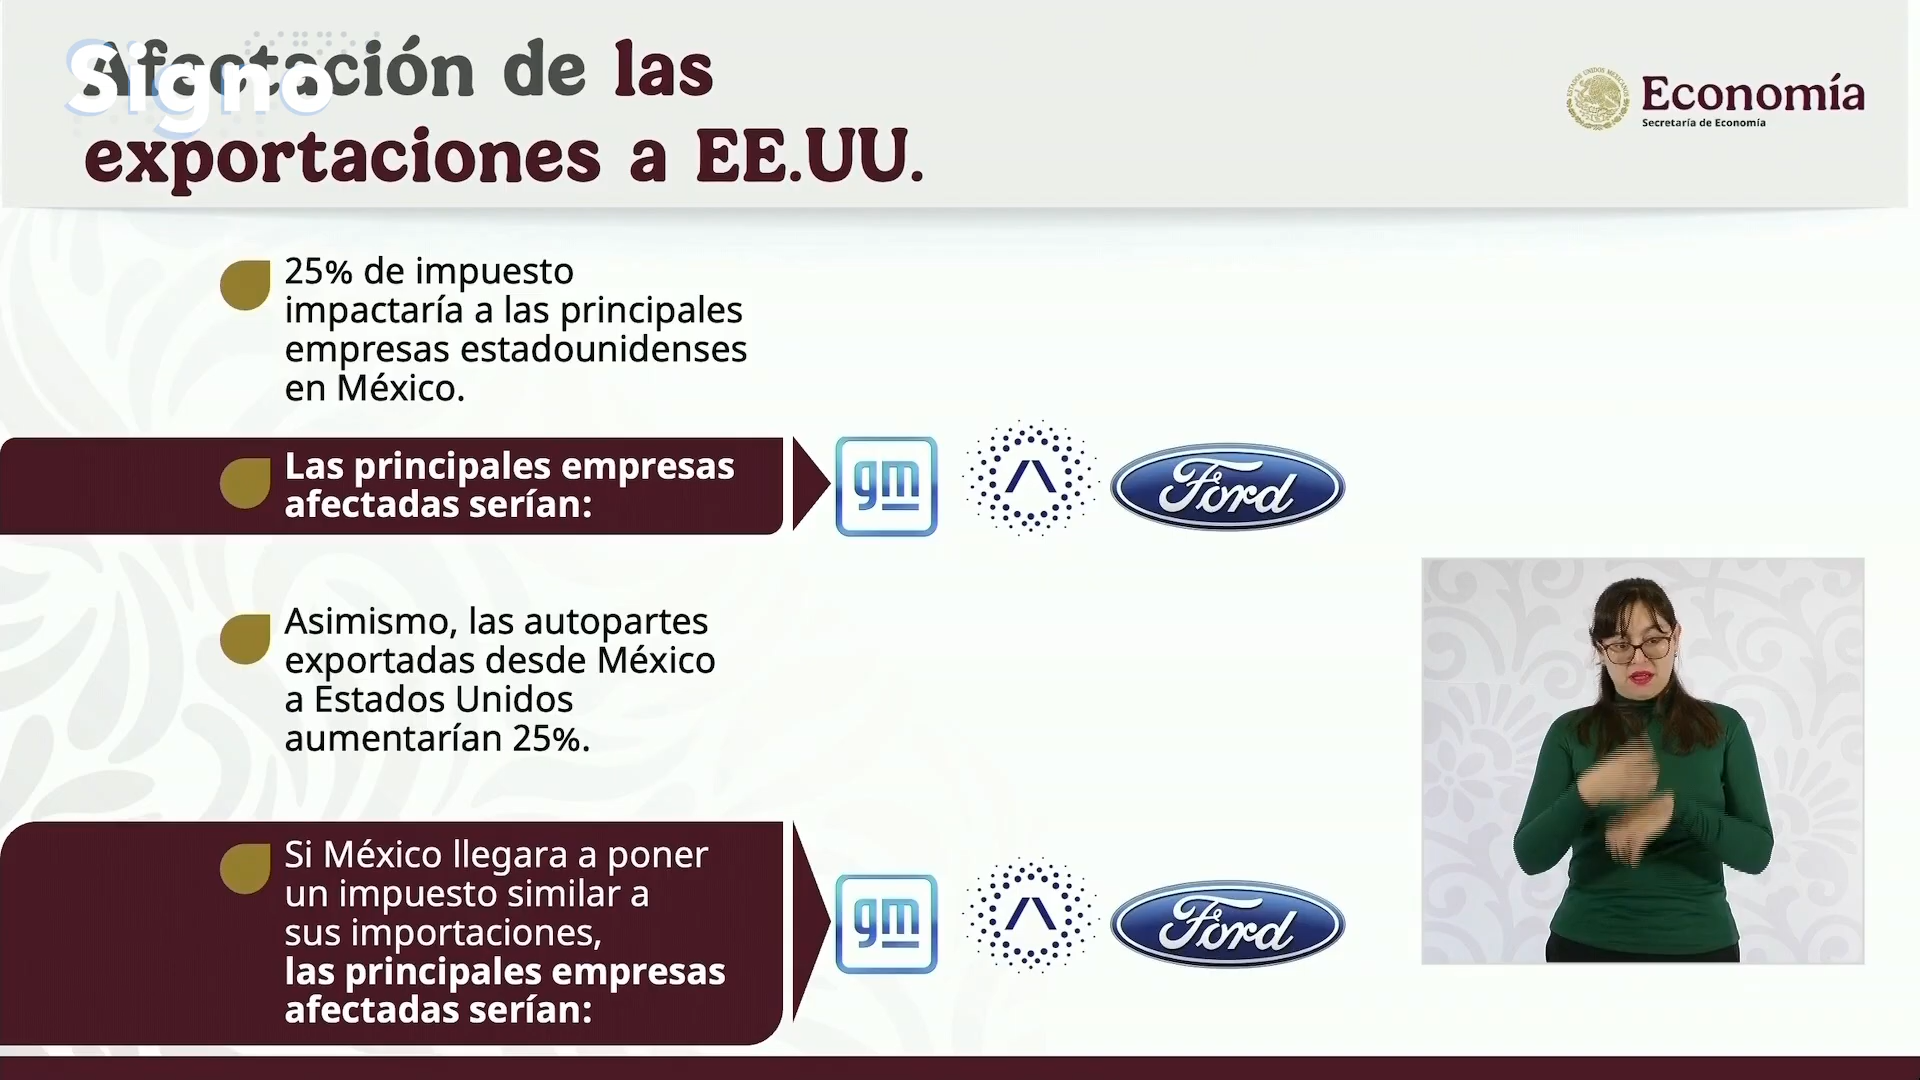 Afectación de las
Signo
exportaciones a EE.UU.
Economía
Secretaría de Economía
25% de impuesto
impactaría a las principales
empresas estadounidenses
en México.
Las principales empresas
afectadas serían:
gm
Ford
Asimismo, las autopartes
exportadas desde México
a Estados Unidos
aumentarían 25%.
Si México llegara a poner
un impuesto similar a
sus importaciones,
las principales empresas
afectadas serían:
gm
Ford